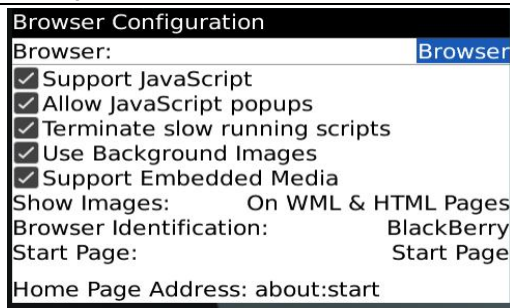 Browser Configuration
Browser: Browser
Support JavaScript
Allow JavaScript popups
Terminate slow running scripts
Use Background Images
Support Embedded Media
Show Images: On WML & HTML Pages
Browser Identification: BlackBerry
Start Page: Start Page
Home Page Address: about:start